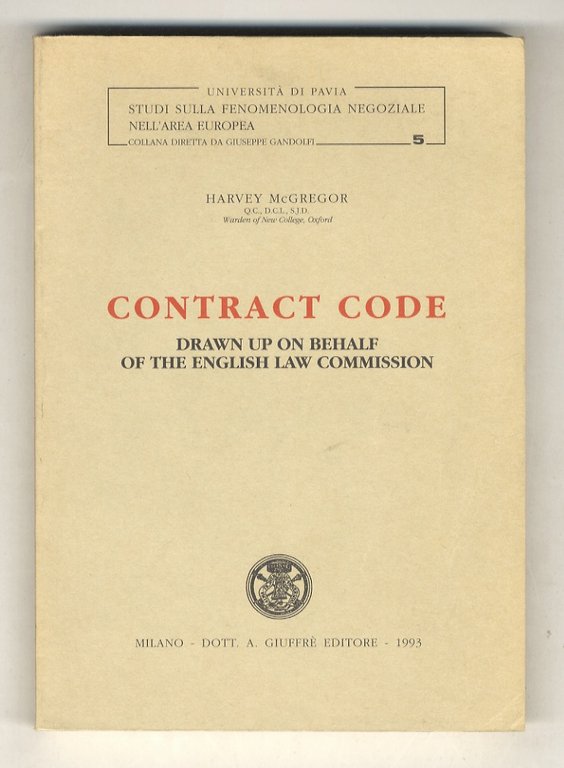 UNIVERSITÀ DI PAVIA
STUDI SULLA FENOMENOLOGIA NEGOZIALE
NELL'AREA EUROPEA
COLLANA DIRETTA DA GIUSEPPE GANDOLFI
5
HARVEY McGREGOR
Q.C., D.C.L., S.J.D.
Warden of New College, Oxford
CONTRACT CODE
DRAWN UP ON BEHALF
OF THE ENGLISH LAW COMMISSION
MILANO - DOTT. A. GIUFFRÈ EDITORE - 1993